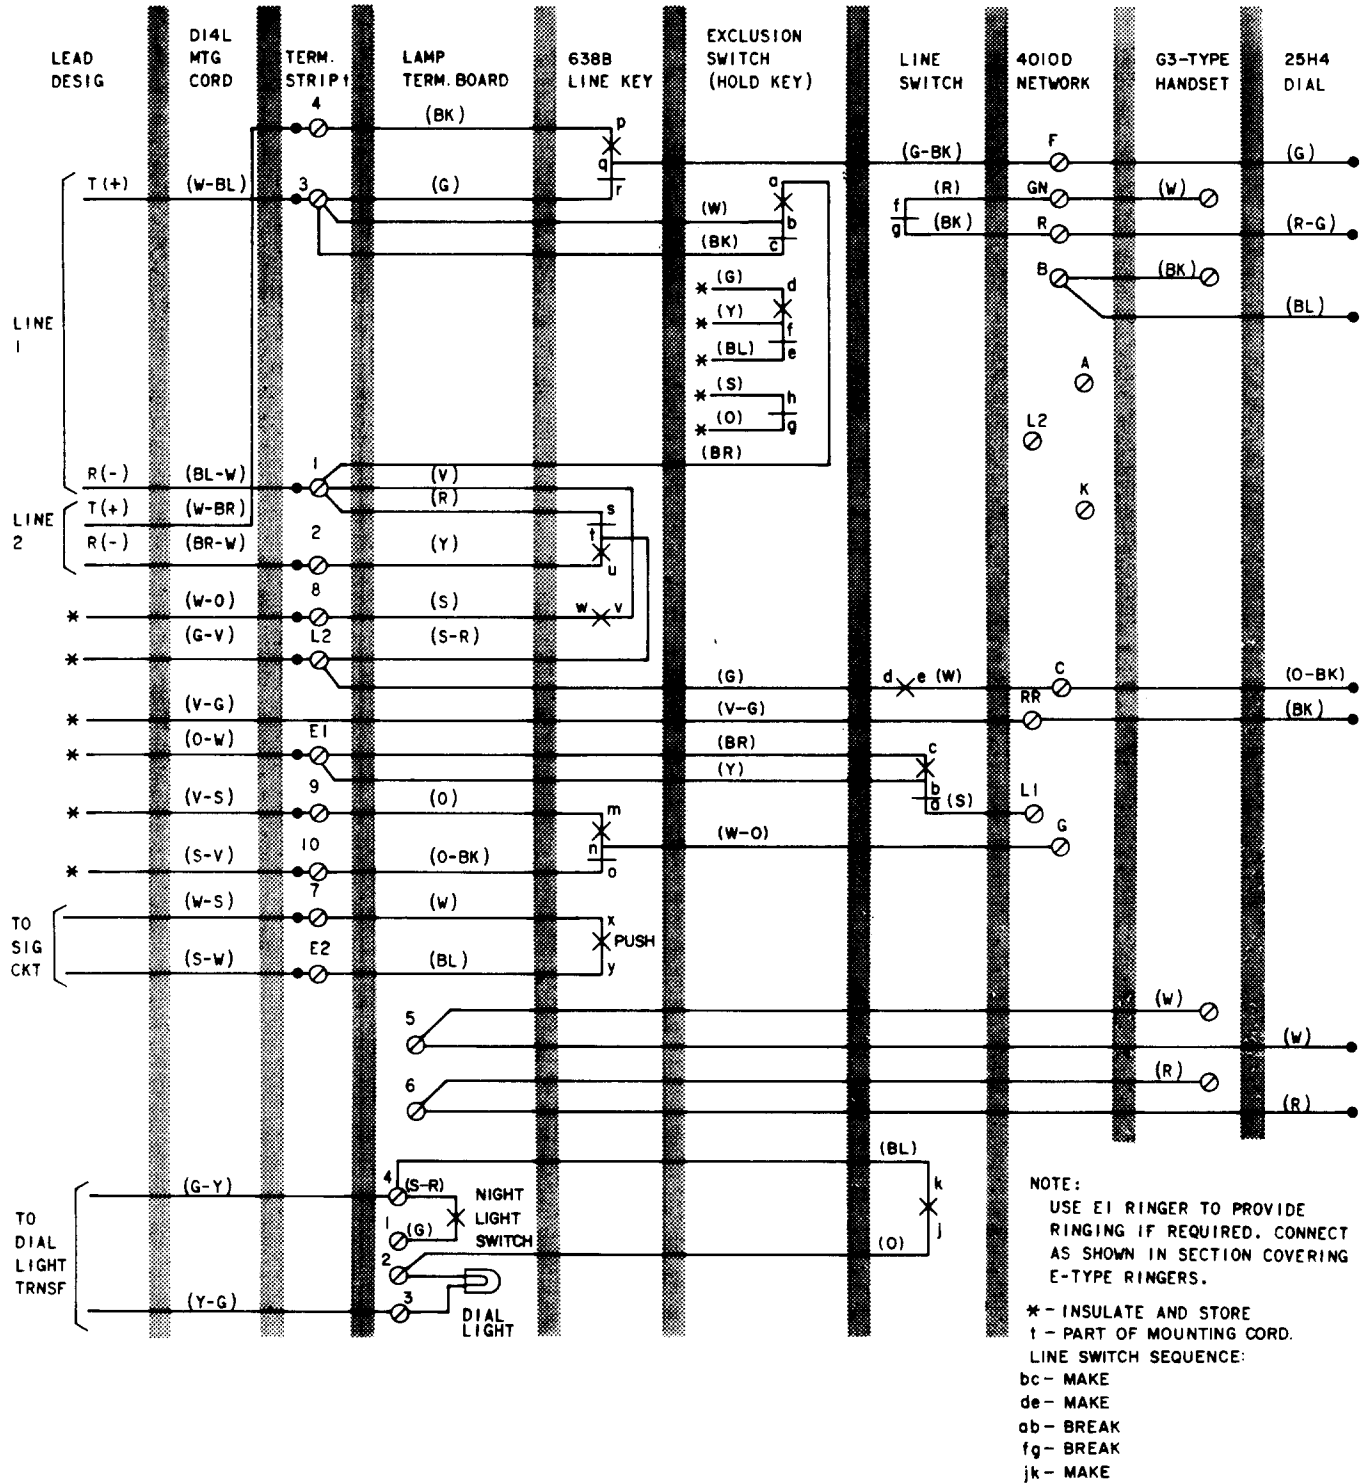 LEAD DESIG
D14L MTG CORD
TERM. STRIP†
LAMP TERM. BOARD
638B LINE KEY
EXCLUSION SWITCH (HOLD KEY)
LINE SWITCH
4010D NETWORK
G3-TYPE HANDSET
25H4 DIAL
4 (BK) p
q (G-BK) F (G)
T(+) (W-BL) 3 (G) r
a
(R) GN (W)
(W) b
f
g (BK) R (R-G)
(BK) c
B (BK)
(G) d
(BL)
(Y) f
(BL) e
LINE 1
A
(S) h
(O) g
L2
(BR)
R(-) (BL-W) 1 (V)
(R) s
K
LINE 2
T(+) (W-BR)
t
R(-) (BR-W) 2 (Y) u
* (W-O) 8 (S) w v
* (G-V) L2 (S-R)
(G) d e (W) C (O-BK)
* (V-G) (V-G) RR (BK)
* (O-W) E1 (BR) c
(Y) b
a (S) L1
* (V-S) 9 (O) m
n (W-O) G
* (S-V) 10 (O-BK) o
TO SIG CKT
(W-S) 7 (W) x
PUSH
(S-W) E2 (BL) y
5 (W)
(W)
6 (R)
(R)
(BL)
TO DIAL LIGHT TRNSF
(G-Y) 4 (S-R) k
NIGHT LIGHT SWITCH
1 (G) j
2 (O)
(Y-G) 3
DIAL LIGHT
NOTE:
USE E1 RINGER TO PROVIDE
RINGING IF REQUIRED. CONNECT
AS SHOWN IN SECTION COVERING
E-TYPE RINGERS.
* - INSULATE AND STORE
t - PART OF MOUNTING CORD.
LINE SWITCH SEQUENCE:
bc - MAKE
de - MAKE
ab - BREAK
fg - BREAK
jk - MAKE